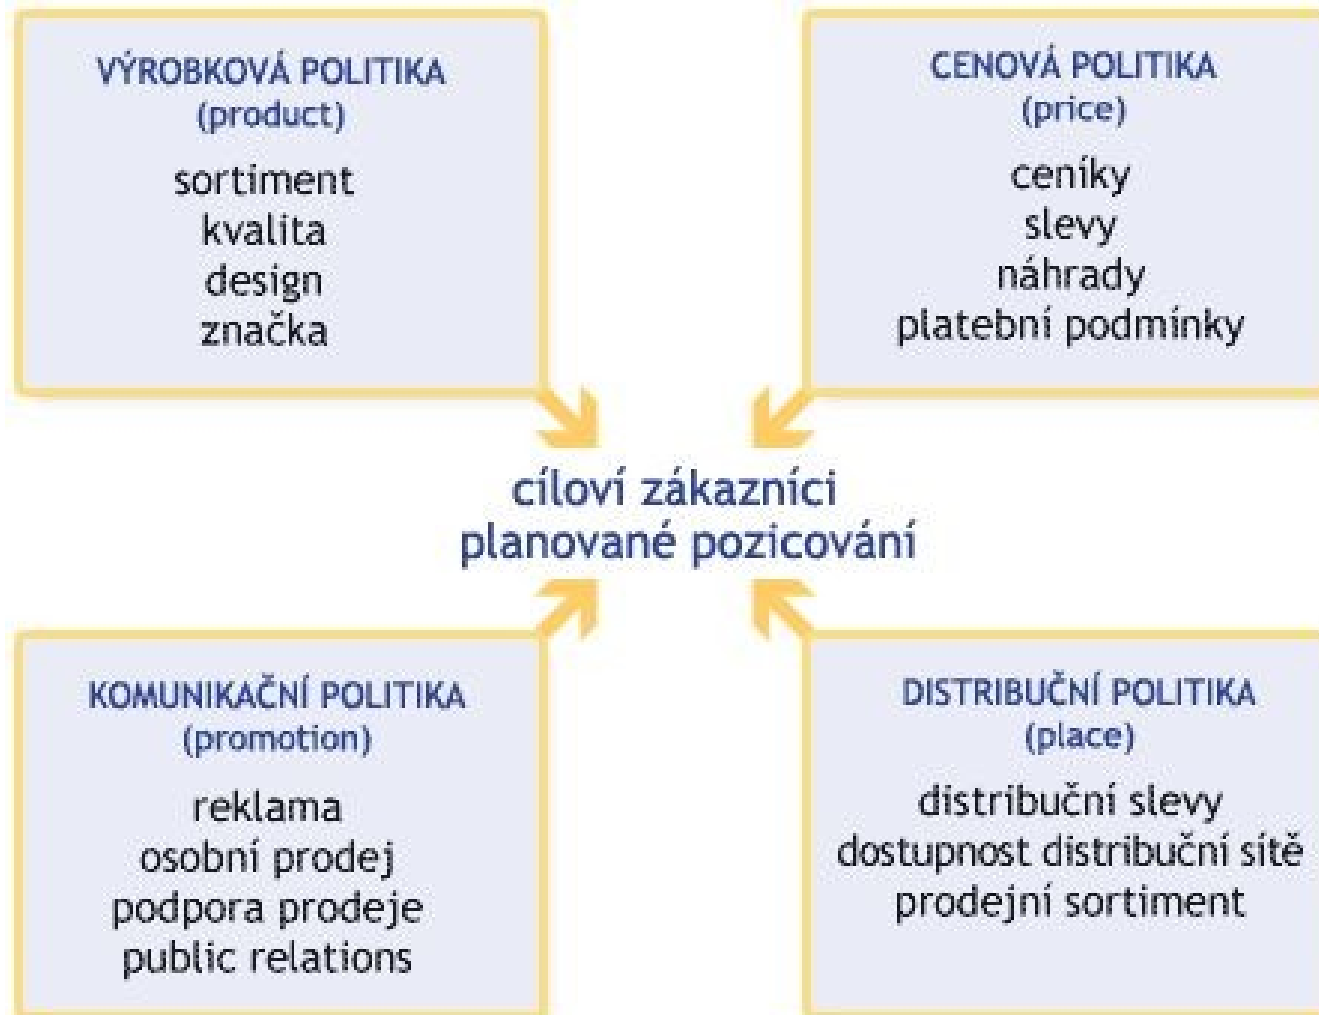 VÝROBKOVÁ POLITIKA
(product)
sortiment
kvalita
design
značka
CENOVÁ POLITIKA
(price)
ceníky
slevy
náhrady
platební podmínky
cíloví zákazníci
planované pozicování
KOMUNIKAČNÍ POLITIKA
(promotion)
reklama
osobní prodej
podpora prodeje
public relations
DISTRIBUČNÍ POLITIKA
(place)
distribuční slevy
dostupnost distribuční sítě
prodejní sortiment